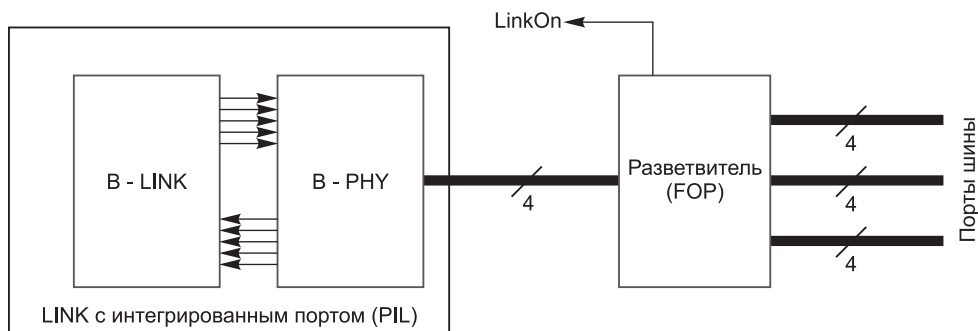 LinkOn
B - LINK
B - PHY
4
Разветвитель
(FOP)
4
4
4
Порты шины
LINK с интегрированным портом (PIL)